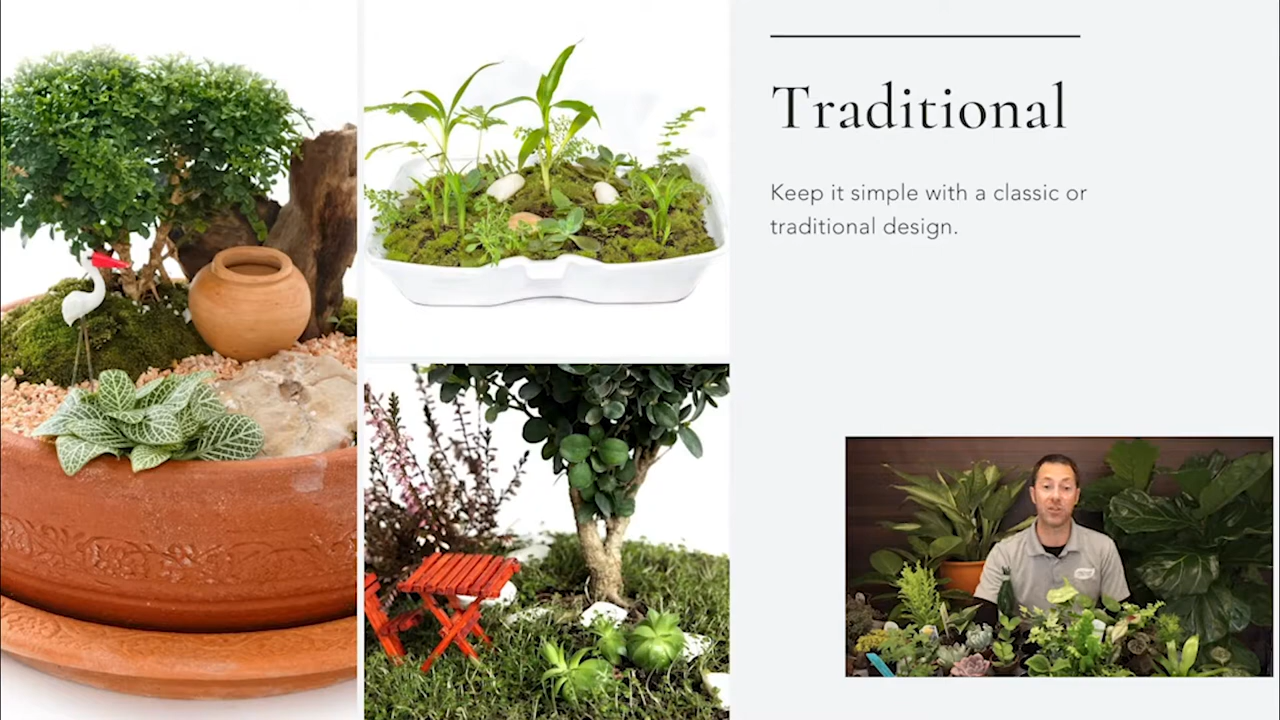 Traditional
Keep it simple with a classic or
traditional design.